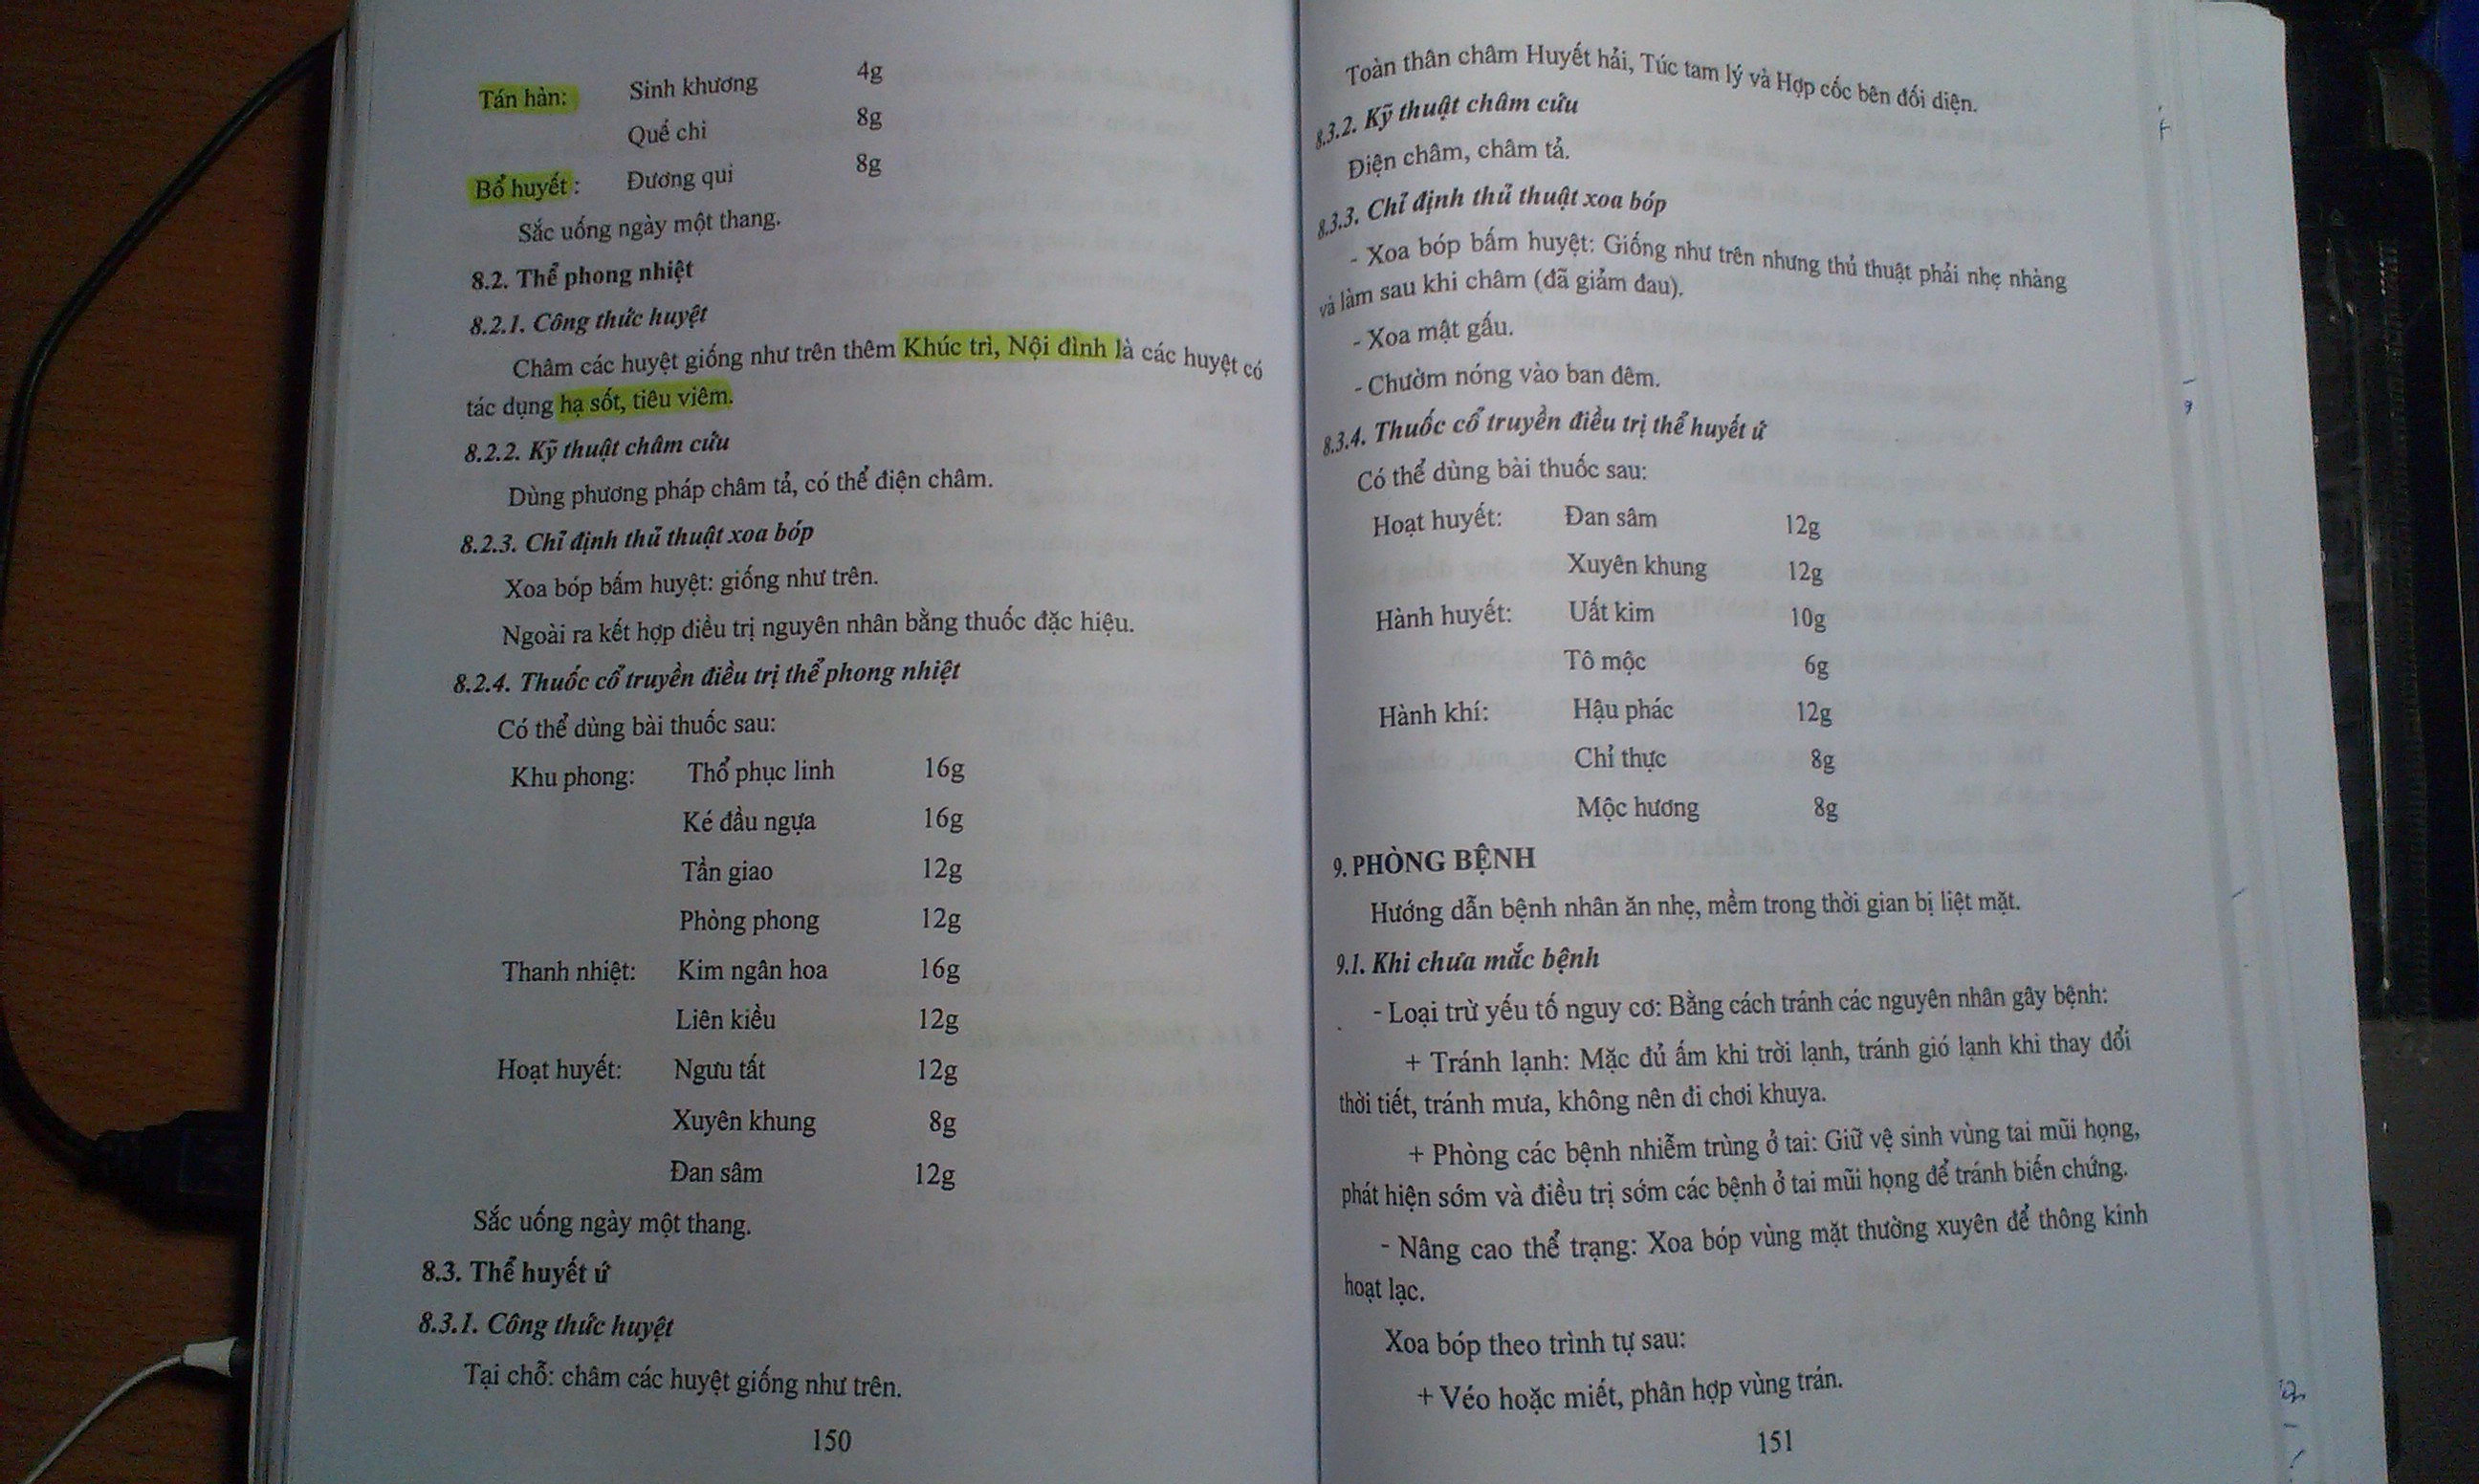 Tán hàn: Sinh khương 4g
Quế chi 8g
Bổ huyết : Đương qui 8g
Sắc uống ngày một thang.
8.2. Thể phong nhiệt
8.2.1. Công thức huyệt
Châm các huyệt giống như trên thêm Khúc trì, Nội đình là các huyệt có
tác dụng hạ sốt, tiêu viêm.
8.2.2. Kỹ thuật châm cứu
Dùng phương pháp châm tả, có thể điện châm.
8.2.3. Chỉ định thủ thuật xoa bóp
Xoa bóp bấm huyệt: giống như trên.
Ngoài ra kết hợp điều trị nguyên nhân bằng thuốc đặc hiệu.
8.2.4. Thuốc cổ truyền điều trị thể phong nhiệt
Có thể dùng bài thuốc sau:
Khu phong: Thổ phục linh 16g
Ké đầu ngựa 16g
Tần giao 12g
Phòng phong 12g
Thanh nhiệt: Kim ngân hoa 16g
Liên kiều 12g
Hoạt huyết: Ngưu tất 12g
Xuyên khung 8g
Đan sâm 12g
Sắc uống ngày một thang.
8.3. Thể huyết ứ
8.3.1. Công thức huyệt
Tại chỗ: châm các huyệt giống như trên.
150
Toàn thân châm Huyết hải, Túc tam lý và Hợp cốc bên đối diện.
8.3.2. Kỹ thuật châm cứu
Điện châm, châm tả.
8.3.3. Chỉ định thủ thuật xoa bóp
- Xoa bóp bấm huyệt: Giống như trên nhưng thủ thuật phải nhẹ nhàng
và làm sau khi châm (đã giảm đau).
- Xoa mật gấu.
- Chườm nóng vào ban đêm.
8.3.4. Thuốc cổ truyền điều trị thể huyết ứ
Có thể dùng bài thuốc sau:
Hoạt huyết: Đan sâm 12g
Xuyên khung 12g
Hành huyết: Uất kim 10g
Tô mộc 6g
Hành khí: Hậu phác 12g
Chỉ thực 8g
Mộc hương 8g
9. PHÒNG BỆNH
Hướng dẫn bệnh nhân ăn nhẹ, mềm trong thời gian bị liệt mặt.
9.1. Khi chưa mắc bệnh
- Loại trừ yếu tố nguy cơ: Bằng cách tránh các nguyên nhân gây bệnh:
+ Tránh lạnh: Mặc đủ ấm khi trời lạnh, tránh gió lạnh khi thay đổi
thời tiết, tránh mưa, không nên đi chơi khuya.
+ Phòng các bệnh nhiễm trùng ở tai: Giữ vệ sinh vùng tai mũi họng,
phát hiện sớm và điều trị sớm các bệnh ở tai mũi họng để tránh biến chứng.
- Nâng cao thể trạng: Xoa bóp vùng mặt thường xuyên để thông kinh
hoạt lạc.
Xoa bóp theo trình tự sau:
+ Véo hoặc miết, phân hợp vùng trán.
151